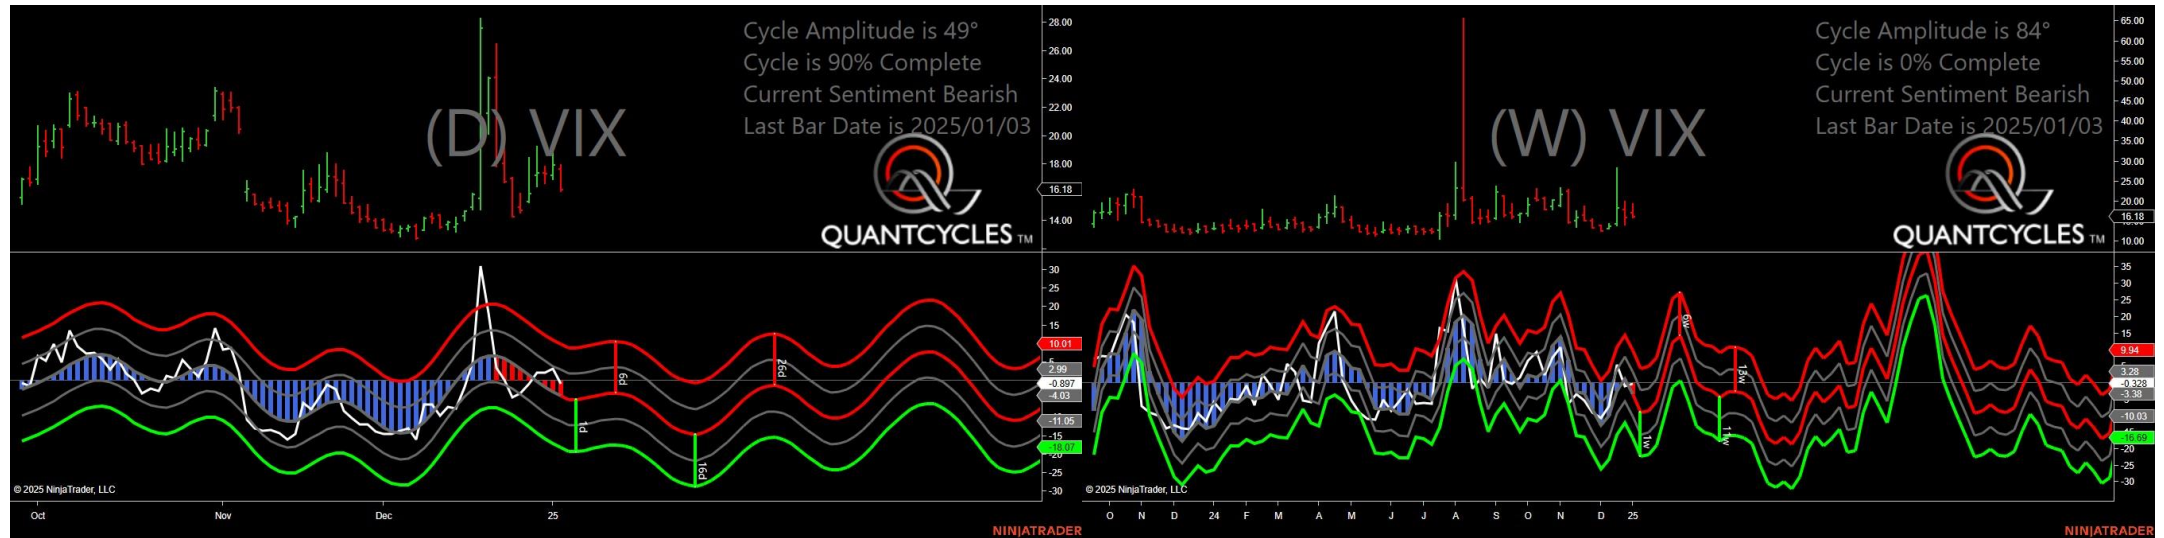 Cycle Amplitude is 49°
Cycle is 90% Complete
Current Sentiment Bearish
Last Bar Date is 2025/01/03
(D) VIX
QUANTCYCLES TM
28.00
26.00
24.00
22.00
20.00
18.00
16.18
14.00
30
25
20
15
10.01
5
2.99
-0.897
-4.03
-11.05
-15
-18.07
-20
-25
-30
6d
26d
1d
16d
© 2025 NinjaTrader, LLC
Oct
Nov
Dec
25
NINJATRADER
Cycle Amplitude is 84°
Cycle is 0% Complete
Current Sentiment Bearish
Last Bar Date is 2025/01/03
(W) VIX
QUANTCYCLES TM
65.00
60.00
55.00
50.00
45.00
40.00
35.00
30.00
25.00
20.00
16.18
10.00
35
30
25
20
15
9.94
3.28
-0.328
-3.38
-10.03
-16.69
-20
-25
-30
6w
13w
1w
11w
© 2025 NinjaTrader, LLC
O N D 24 F M A M J J A S O N D 25
NINJATRADER